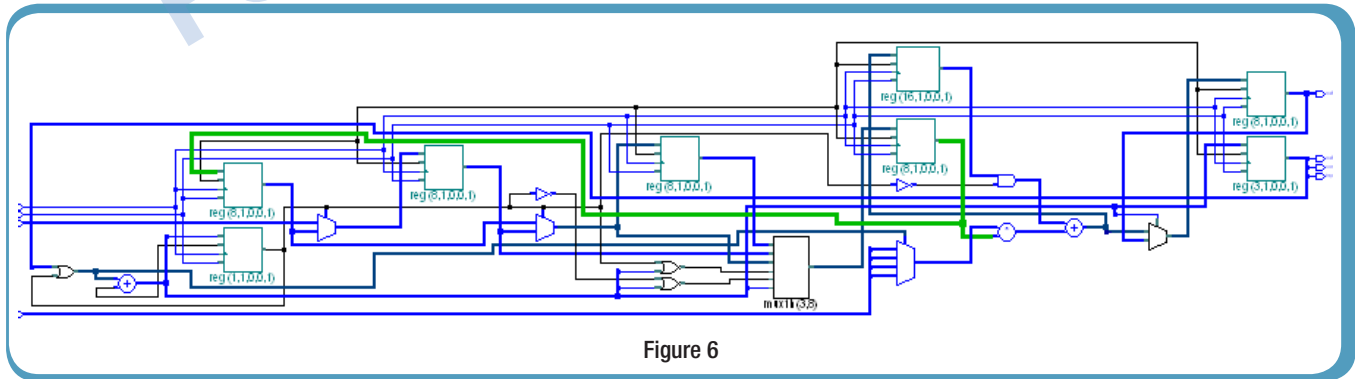 reg (16,1,0,0,1)
reg (8,1,0,0,1)
reg (8,1,0,0,1)
reg (3,1,0,0,1)
reg (8,1,0,0,1)
reg (8,1,0,0,1)
reg (8,1,0,0,1)
reg (1,1,0,0,1)
+
+
mux1h (3,8)
Figure 6